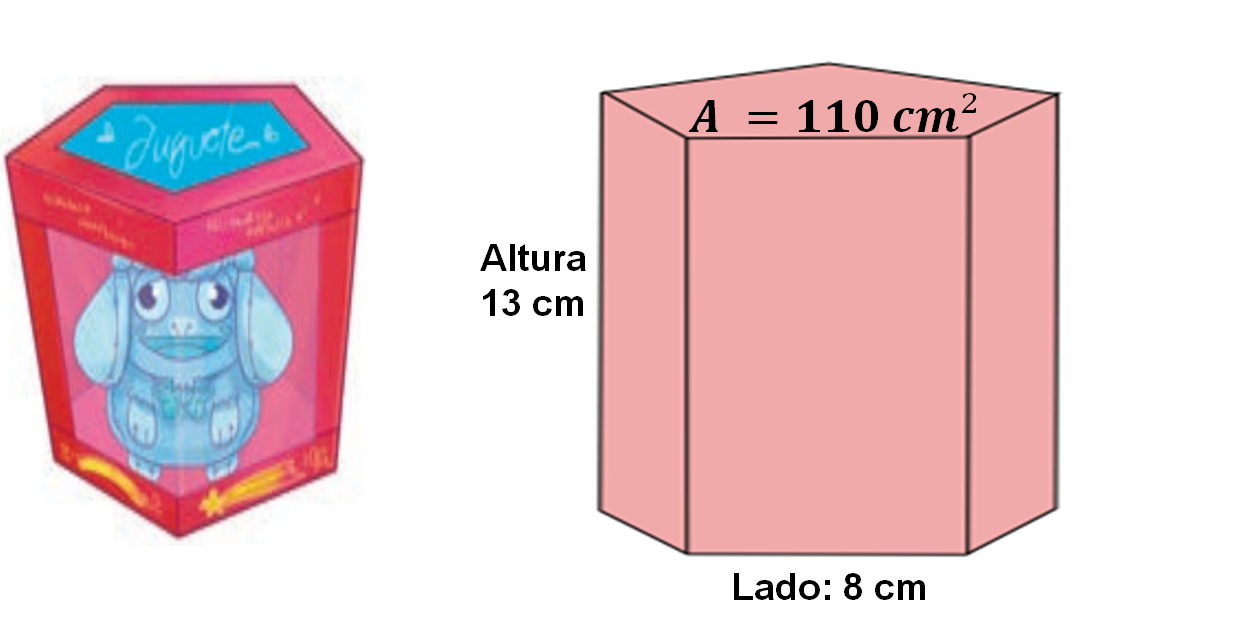 Juguete
A = 110 cm²
Altura
13 cm
Lado: 8 cm